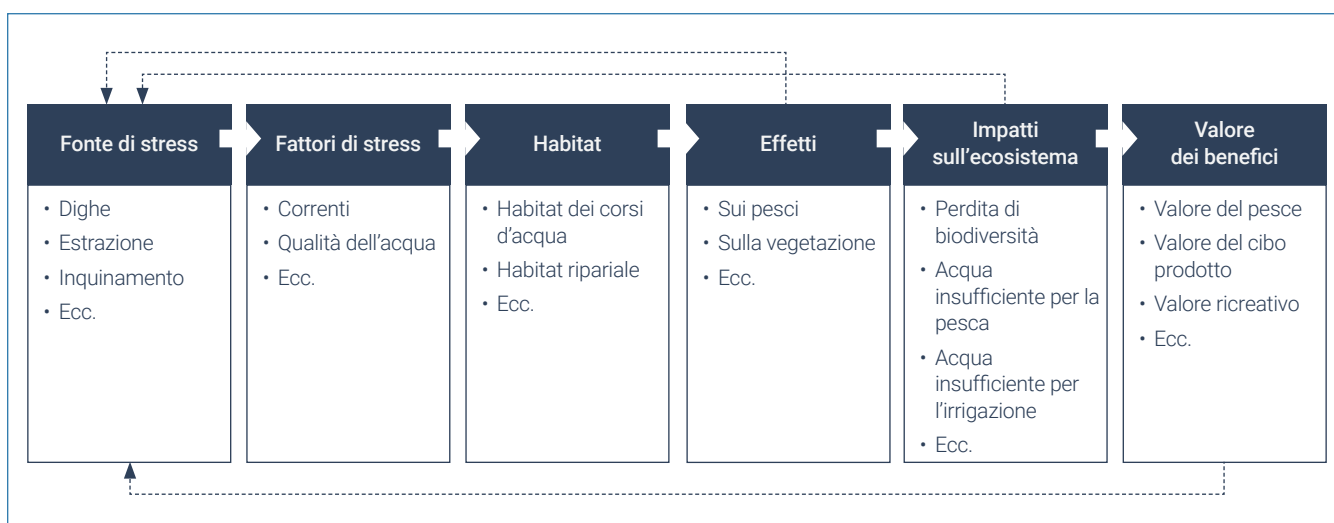 Fonte di stress
Fattori di stress
Habitat
Effetti
Impatti
sull'ecosistema
Valore
dei benefici
• Dighe
• Estrazione
• Inquinamento
• Ecc.
• Correnti
• Qualità dell'acqua
• Ecc.
• Habitat dei corsi
d'acqua
• Habitat ripariale
• Ecc.
• Sui pesci
• Sulla vegetazione
• Ecc.
• Perdita di
biodiversità
• Acqua
insufficiente per la
pesca
• Acqua
insufficiente per
l'irrigazione
• Ecc.
• Valore del pesce
• Valore del cibo
prodotto
• Valore ricreativo
• Ecc.